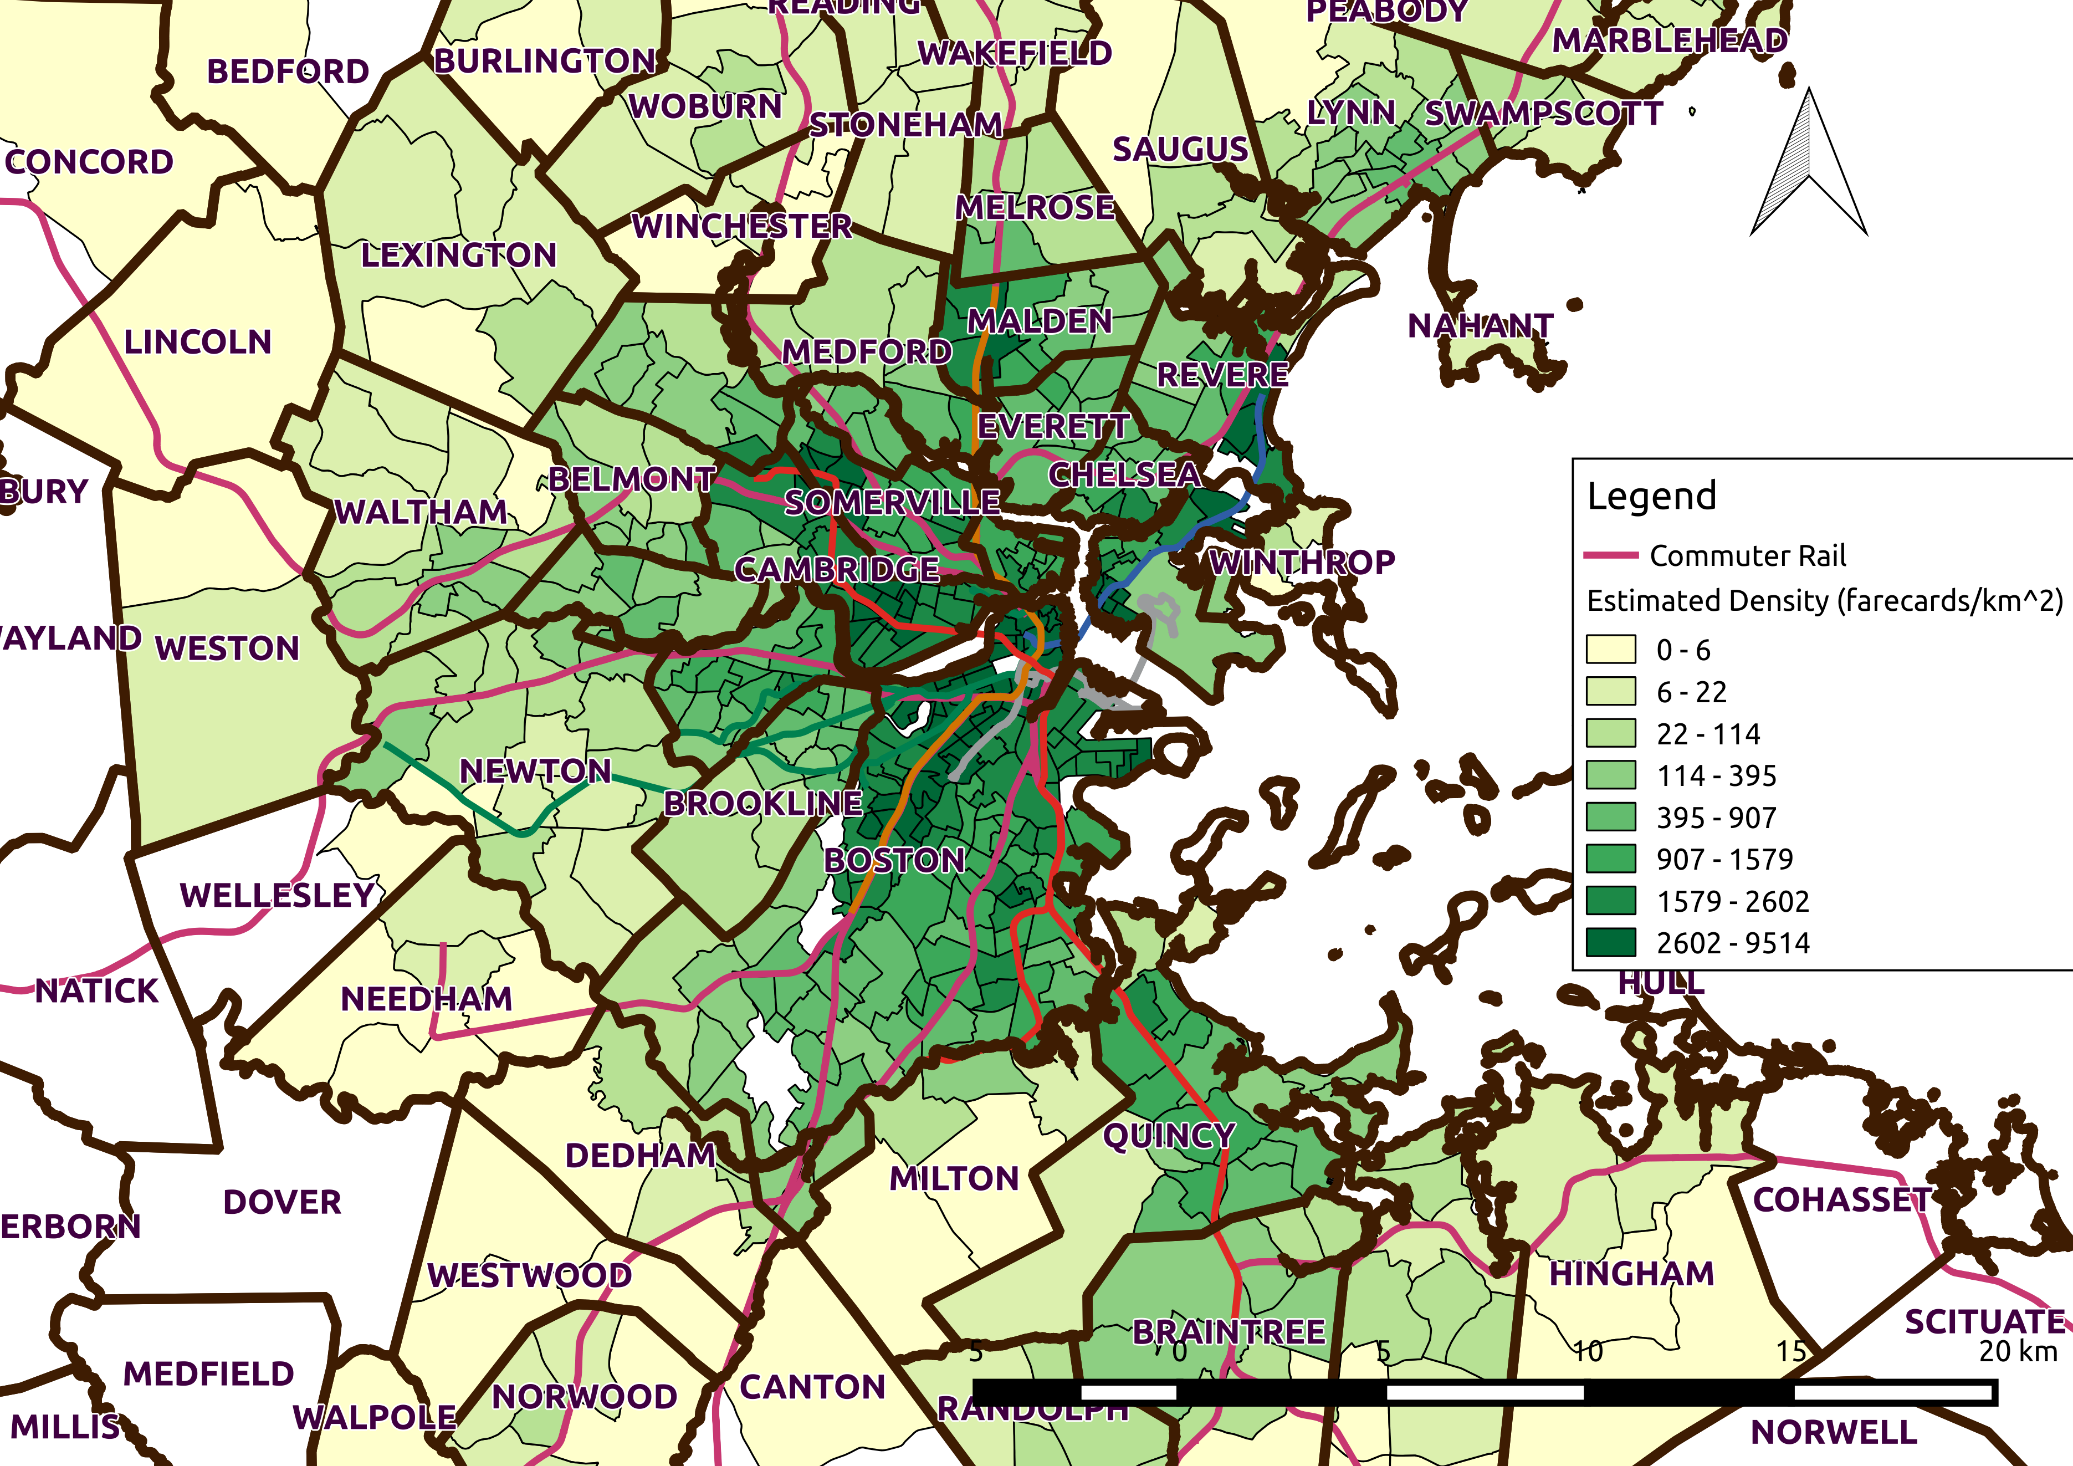 READING
PEABODY
MARBLEHEAD
WAKEFIELD
BURLINGTON
BEDFORD
WOBURN
STONEHAM
LYNN
SWAMPSCOTT
SAUGUS
CONCORD
MELROSE
WINCHESTER
LEXINGTON
MALDEN
NAHANT
LINCOLN
MEDFORD
REVERE
EVERETT
CHELSEA
BELMONT
BURY
SOMERVILLE
WALTHAM
CAMBRIDGE
WINTHROP
AYLAND
WESTON
NEWTON
BROOKLINE
BOSTON
WELLESLEY
NATICK
NEEDHAM
HULL
QUINCY
DEDHAM
MILTON
DOVER
COHASSET
ERBORN
WESTWOOD
HINGHAM
SCITUATE
BRAINTREE
MEDFIELD
CANTON
NORWOOD
RANDOLPH
WALPOLE
MILLIS
NORWELL
Legend
Commuter Rail
Estimated Density (farecards/km^2)
0 - 6
6 - 22
22 - 114
114 - 395
395 - 907
907 - 1579
1579 - 2602
2602 - 9514
5 0 5 10 15 20 km